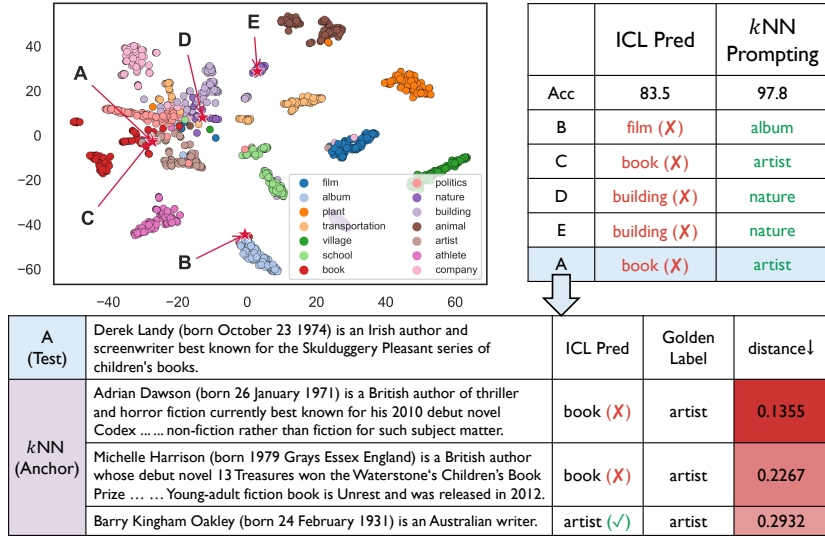 40
20
0
−20
−40
−60
−40
−20
0
20
40
60
A
B
C
D
E
film
album
plant
transportation
village
school
book
politics
nature
building
animal
artist
athlete
company
ICL Pred
kNN Prompting
Acc 83.5 97.8
B film (✗) album
C book (✗) artist
D building (✗) nature
E building (✗) nature
A book (✗) artist
A
(Test)
Derek Landy (born October 23 1974) is an Irish author and
screenwriter best known for the Skulduggery Pleasant series of
children's books.
ICL Pred
Golden
Label
distance↓
kNN
(Anchor)
Adrian Dawson (born 26 January 1971) is a British author of thriller
and horror fiction currently best known for his 2010 debut novel
Codex ... ... non-fiction rather than fiction for such subject matter.
book (✗) artist 0.1355
Michelle Harrison (born 1979 Grays Essex England) is a British author
whose debut novel 13 Treasures won the Waterstone's Children's Book
Prize ... ... Young-adult fiction book is Unrest and was released in 2012.
book (✗) artist 0.2267
Barry Kingham Oakley (born 24 February 1931) is an Australian writer.
artist (✓) artist 0.2932